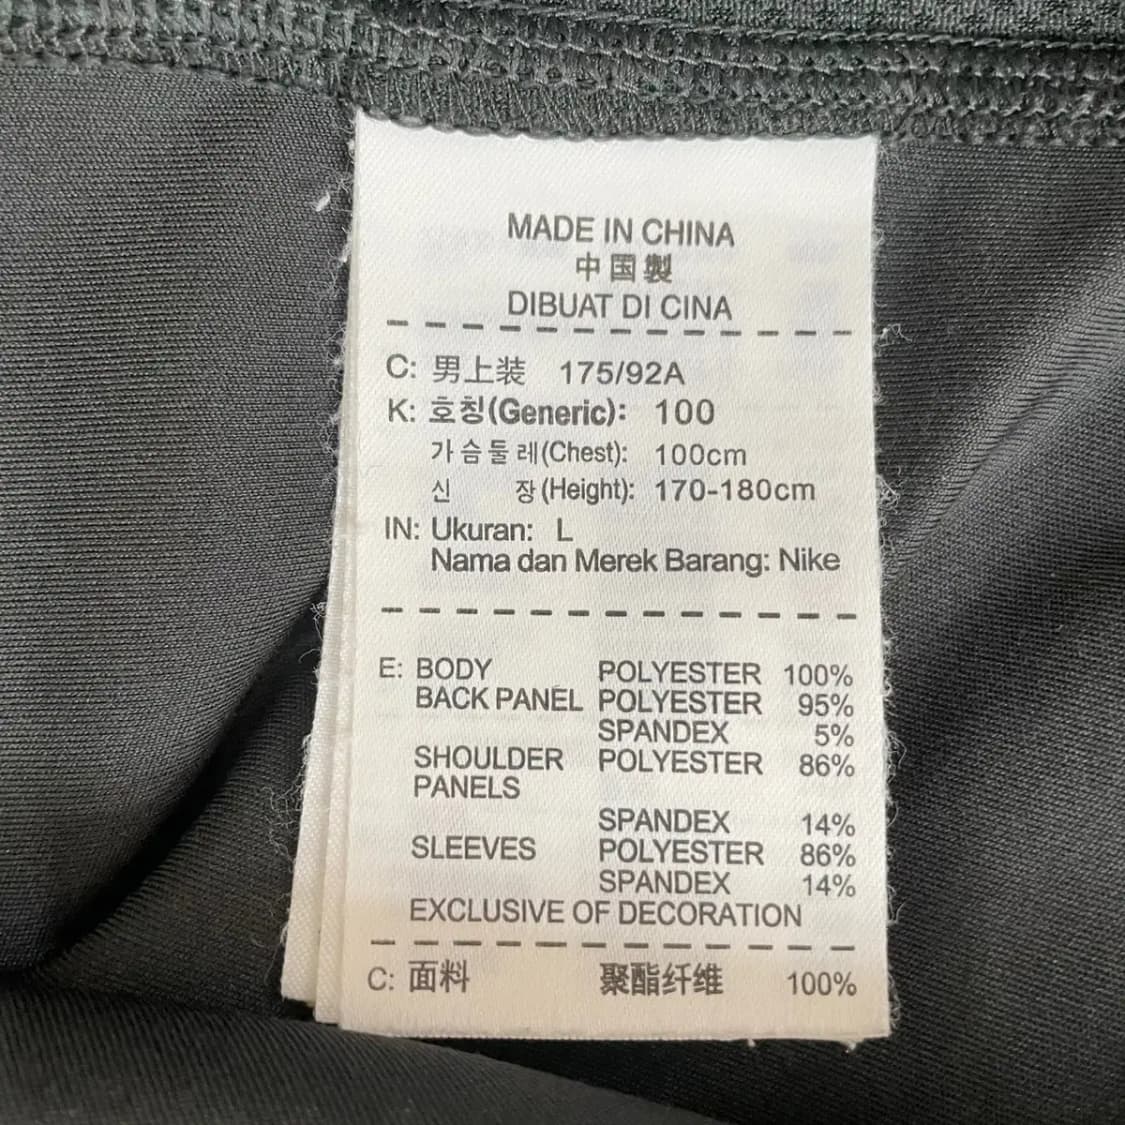 MADE IN CHINA
中国製
DIBUAT DI CINA
C: 男上装 175/92A
K: 호칭(Generic): 100
가슴둘레(Chest): 100cm
신 장(Height): 170-180cm
IN: Ukuran: L
Nama dan Merek Barang: Nike
E: BODY POLYESTER 100%
BACK PANEL POLYESTER 95%
SPANDEX 5%
SHOULDER POLYESTER 86%
PANELS
SPANDEX 14%
SLEEVES POLYESTER 86%
SPANDEX 14%
EXCLUSIVE OF DECORATION
C: 面料 聚酯纤维 100%